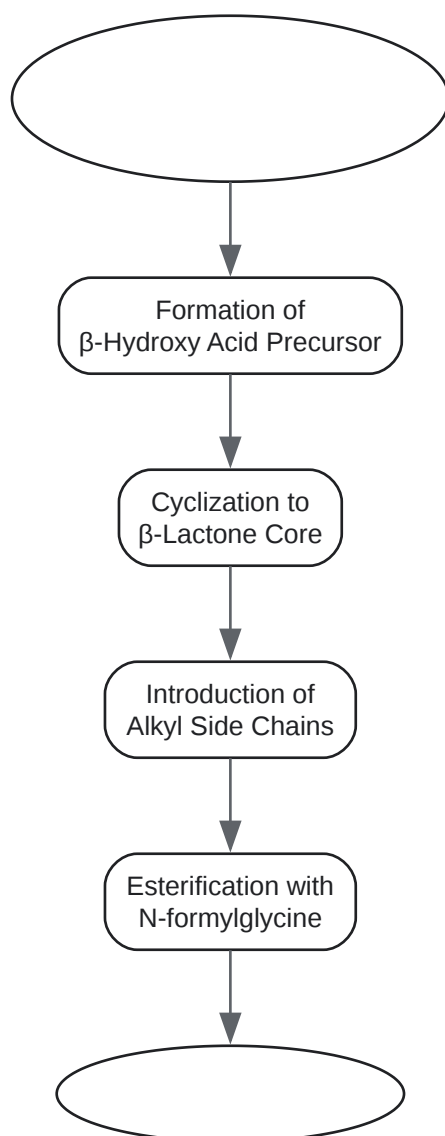 Formation of
β-Hydroxy Acid Precursor
Cyclization to
β-Lactone Core
Introduction of
Alkyl Side Chains
Esterification with
N-formylglycine